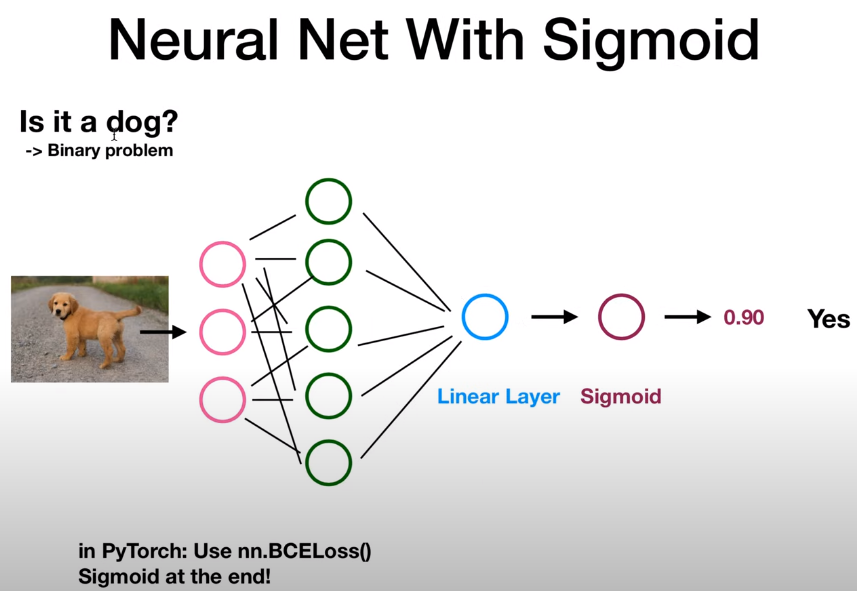 Neural Net With Sigmoid
Is it a dog?
-> Binary problem
0.90
Yes
Linear Layer
Sigmoid
in PyTorch: Use nn.BCELoss()
Sigmoid at the end!